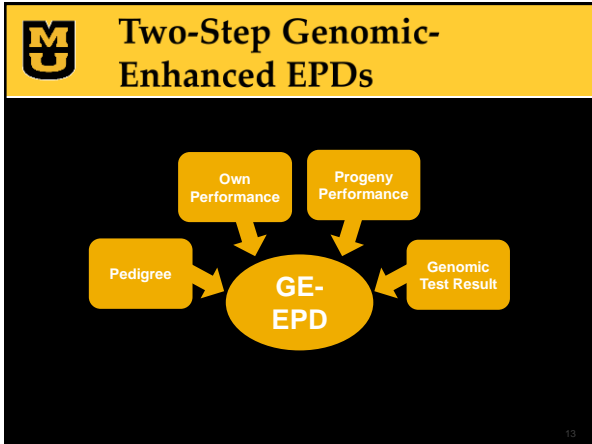 MU
Two-Step Genomic-
Enhanced EPDs
Own
Performance
Progeny
Performance
Pedigree
Genomic
Test Result
GE-
EPD
13